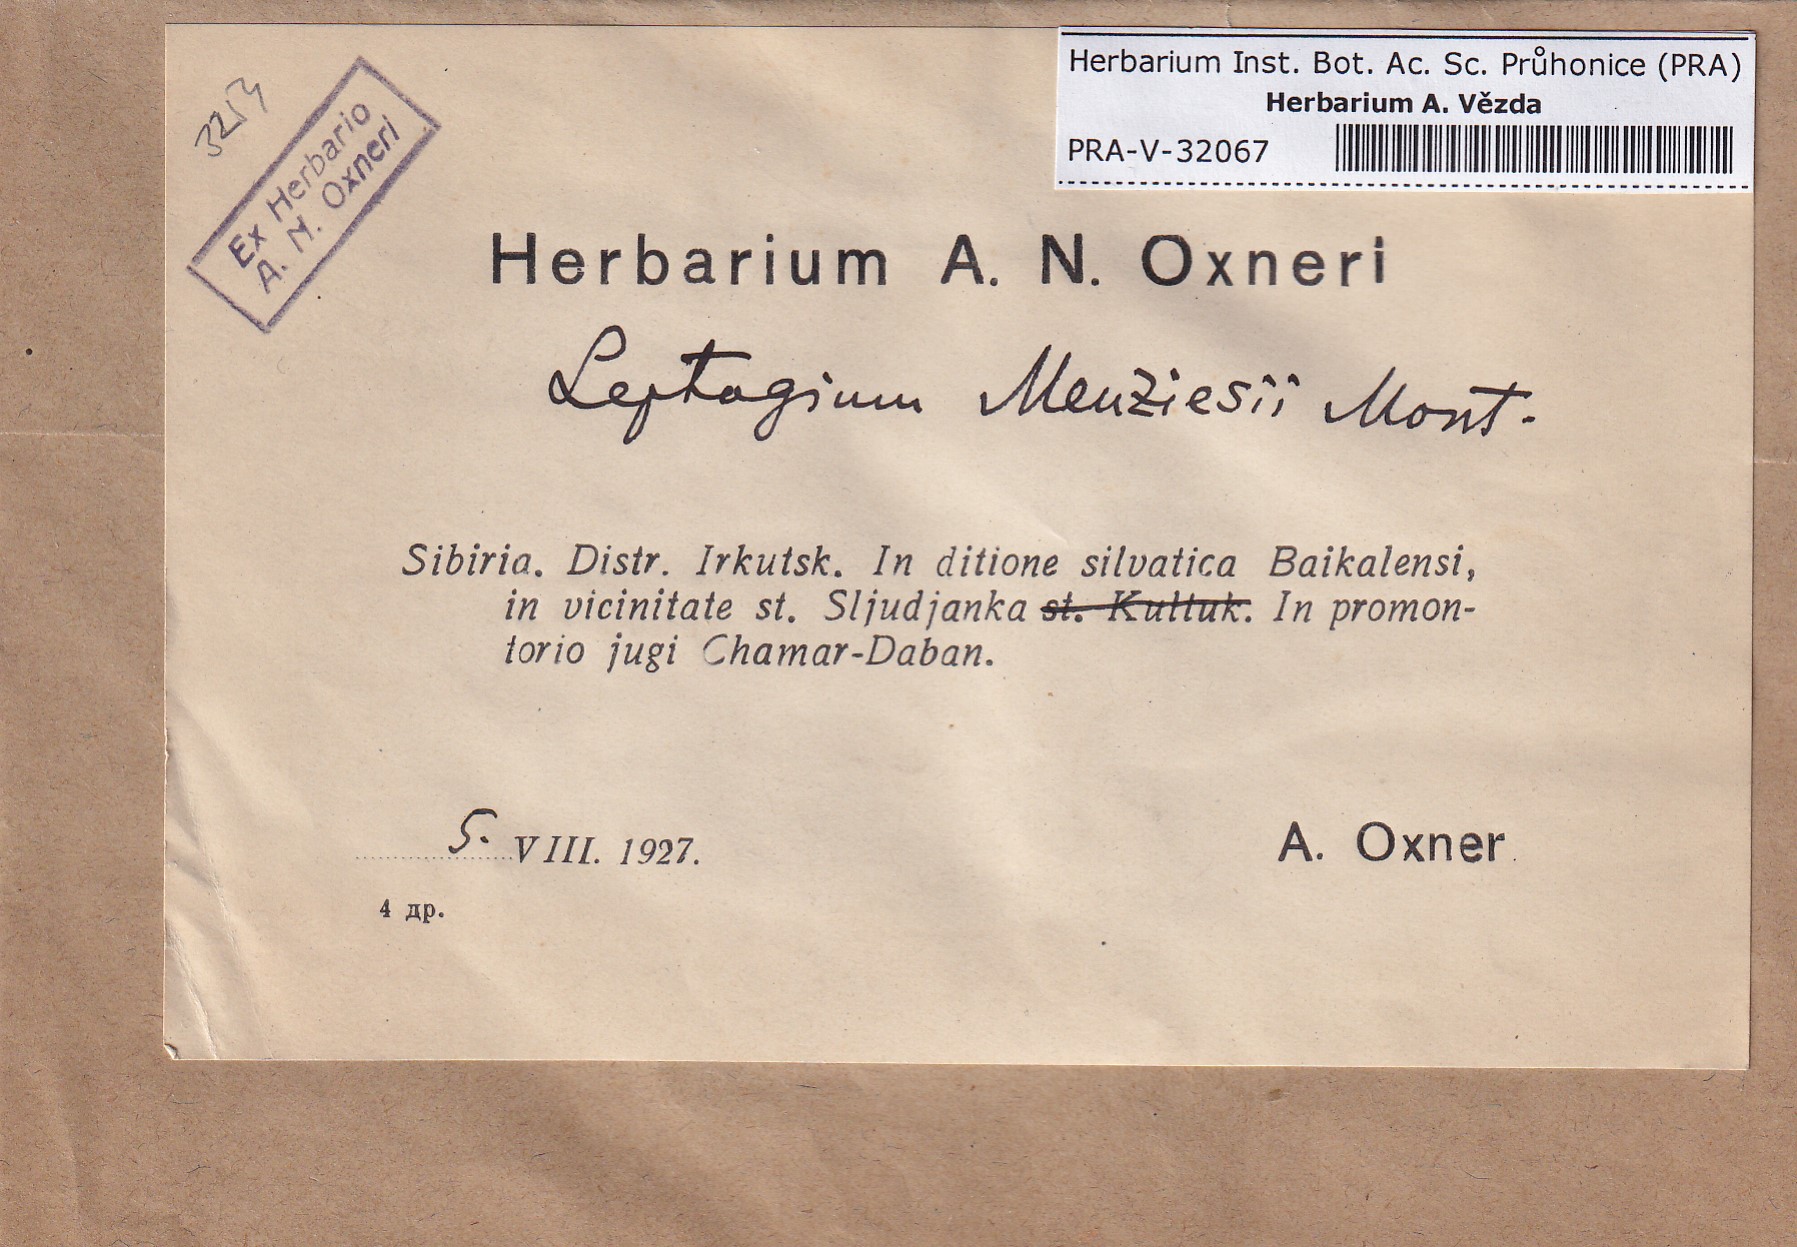 Herbarium Inst. Bot. Ac. Sc. Průhonice (PRA)
Herbarium A. Vězda
PRA-V-32067
Ex Herbario
A. N. Oxneri
Herbarium A. N. Oxneri
Leptogium Menziesii Mont.
Sibiria. Distr. Irkutsk. In ditione silvatica Baikalensi,
in vicinitate st. Sljudjanka st. Kultuk. In promon-
torio jugi Chamar-Daban.
5. VIII. 1927.
A. Oxner
4 др.